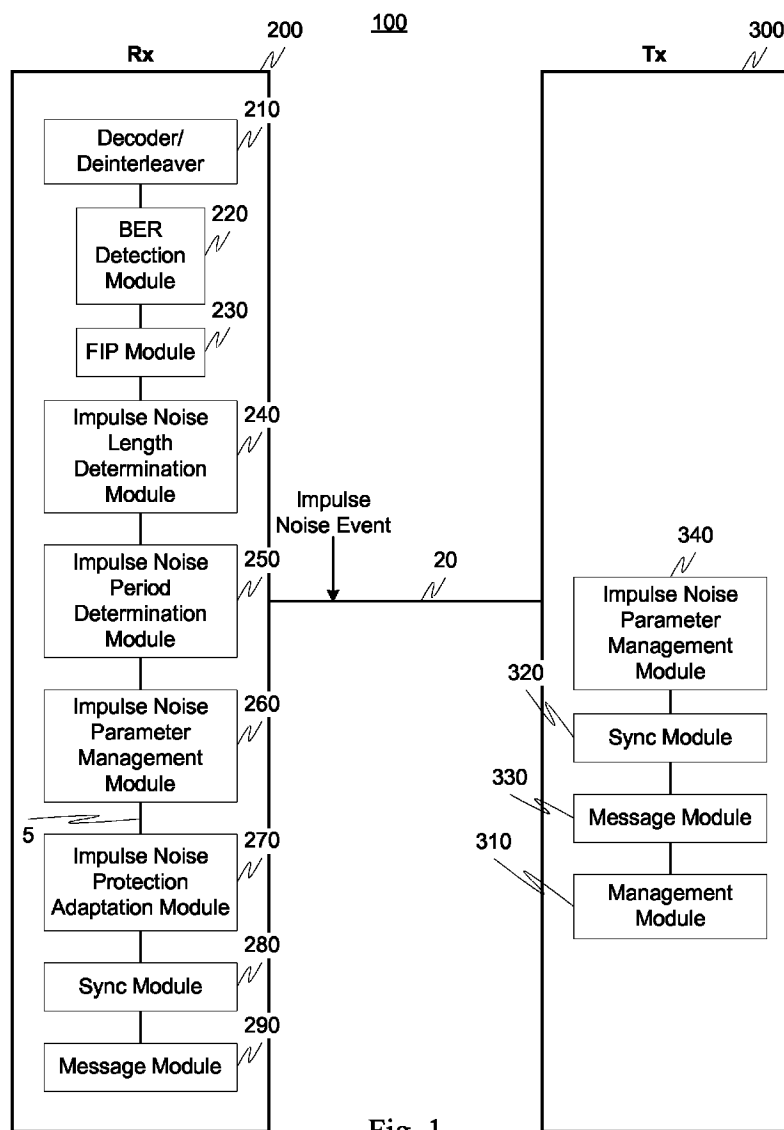 100
200
Rx
300
Tx
210
Decoder/
Deinterleaver
220
BER
Detection
Module
230
FIP Module
240
Impulse Noise
Length
Determination
Module
250
Impulse Noise
Period
Determination
Module
260
Impulse Noise
Parameter
Management
Module
5
270
Impulse Noise
Protection
Adaptation Module
280
Sync Module
290
Message Module
Impulse
Noise Event
20
340
Impulse Noise
Parameter
Management
Module
320
Sync Module
330
Message Module
310
Management
Module
Fig. 1